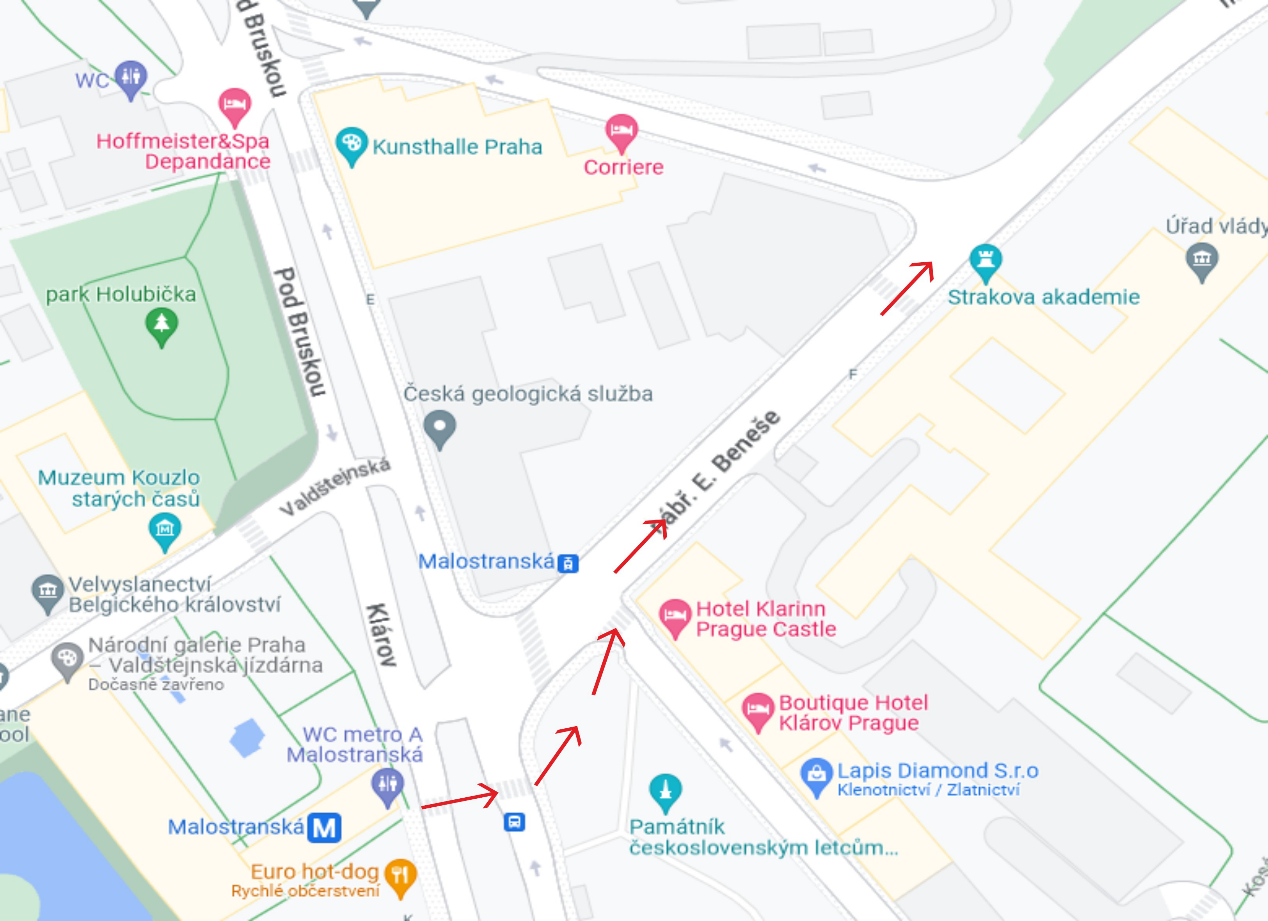 d Bruskou
WC
Hoffmeister&Spa
Depandance
Kunsthalle Praha
Corriere
Úřad vlády
Strakova akademie
park Holubička
Pod Bruskou
E
F
Česká geologická služba
nábř. E. Beneše
Muzeum Kouzlo
starých časů
Valdštejnská
Malostranská
Velvyslanectví
Belgického království
Klárov
Hotel Klarinn
Prague Castle
Národní galerie Praha
– Valdštejnská jízdárna
Dočasně zavřeno
ane
ool
Boutique Hotel
Klárov Prague
WC metro A
Malostranská
Lapis Diamond S.r.o
Klenotnictví / Zlatnictví
Malostranská M
Památník
československým letcům...
Euro hot-dog
Rychlé občerstvení
K
Kosá